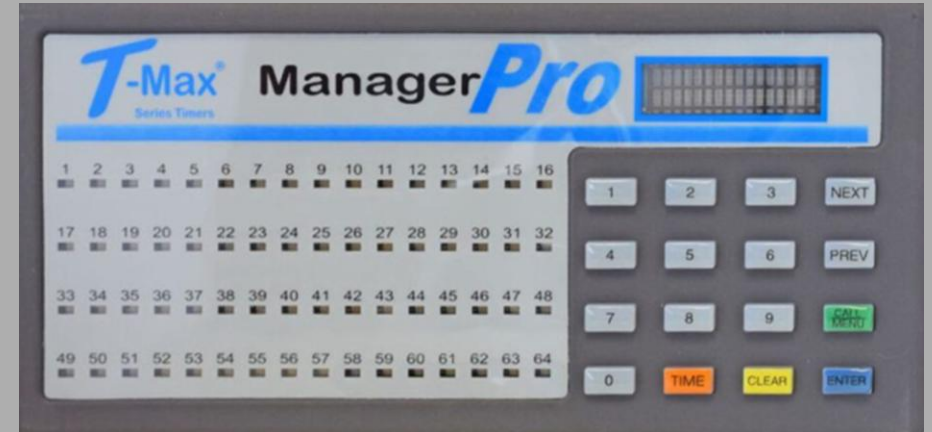 T-Max® ManagerPro
Series Timers
1 2 3 4 5 6 7 8 9 10 11 12 13 14 15 16
1 2 3 NEXT
17 18 19 20 21 22 23 24 25 26 27 28 29 30 31 32
4 5 6 PREV
33 34 35 36 37 38 39 40 41 42 43 44 45 46 47 48
7 8 9 CALL
MENU
49 50 51 52 53 54 55 56 57 58 59 60 61 62 63 64
0 TIME CLEAR ENTER